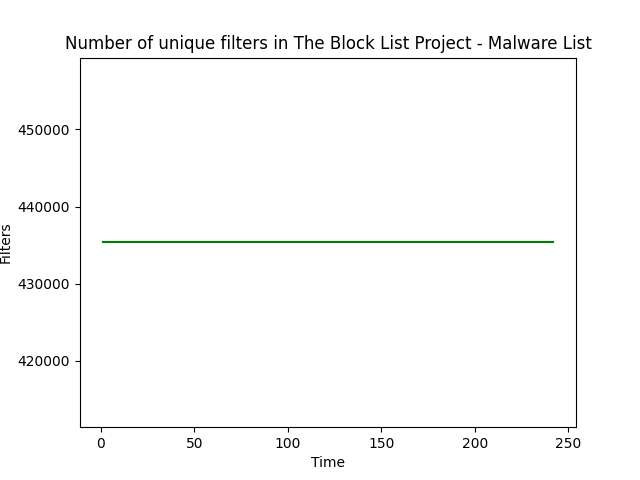 Number of unique filters in The Block List Project - Malware List
450000
440000
430000
420000
Filters
0 50 100 150 200 250
Time